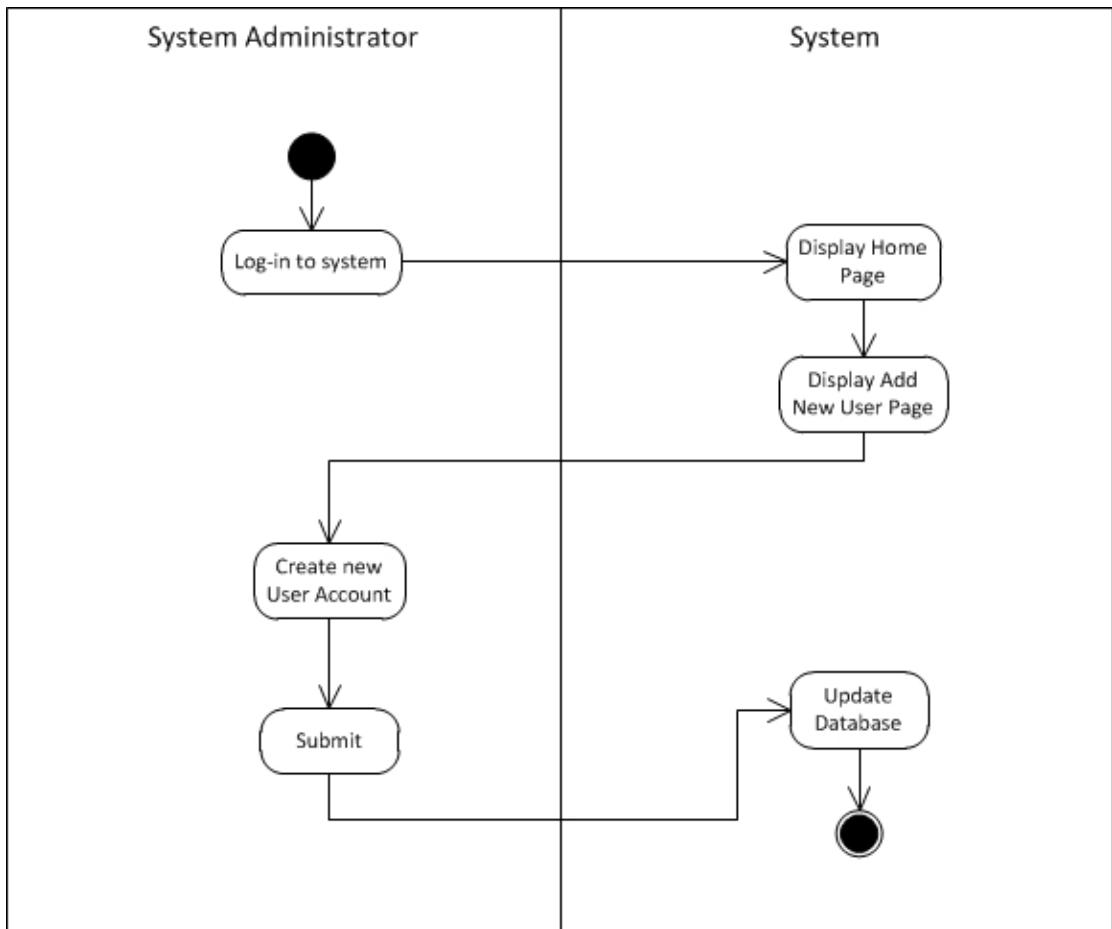 System Administrator
System
Log-in to system
Display Home
Page
Display Add
New User Page
Create new
User Account
Submit
Update
Database